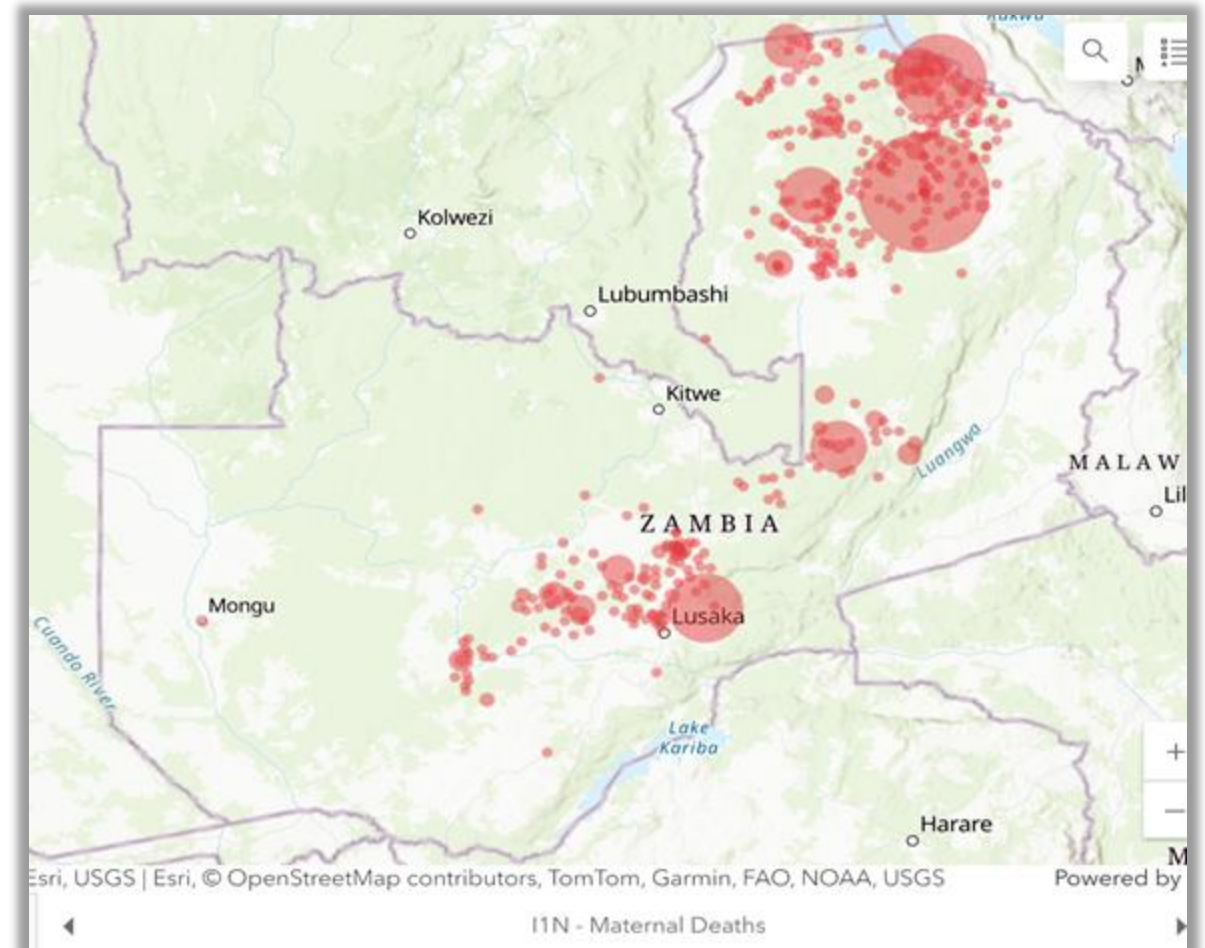 Kolwezi
Lubumbashi
Kitwe
Luangwa
MALAW
Lil
ZAMBIA
Mongu
Lusaka
Cuando River
Lake
Kariba
+
−
Harare
M
Esri, USGS | Esri, © OpenStreetMap contributors, TomTom, Garmin, FAO, NOAA, USGS
Powered by
I1N - Maternal Deaths